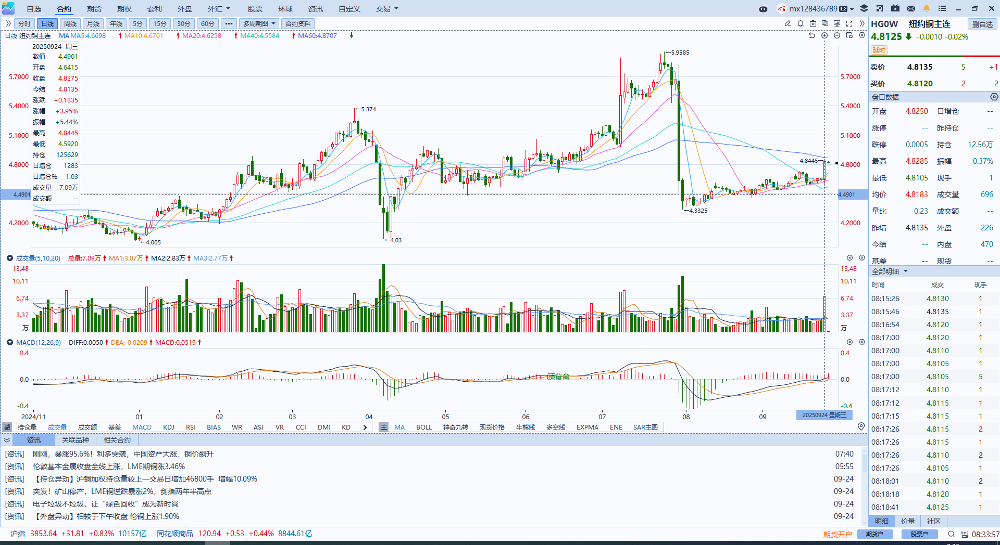 自选 合约 期货 期权 套利 外盘 外汇 股票 环球 资讯 自定义 交易 mx128436789 L2
分时 日线 周线 月线 年线 5分 15分 30分 60分 ••• 多周期图 合约资料
日线 纽约铜主连 MA MA5:4.6698 MA10:4.6701 MA20:4.6258 MA40:4.5584 MA60:4.8707
20250924 周三
数值 4.4901
开盘 4.6415
收盘 4.8275
今结 4.8135
涨跌 +0.1835
涨幅 +3.95%
振幅 +5.44%
最高 4.8445
最低 4.5920
持仓 125629
日增仓 1283
日增仓% 1.03
成交量 7.09万
成交额 --
5.7000
5.4000
5.1000
4.8000
4.4901
4.2000
5.9585
5.374
4.8445
4.3325
4.03
4.005
5.7000
5.4000
5.1000
4.8000
4.4901
4.2000
成交量(5,10,20) 总量:7.09万 MA1:3.07万 MA2:2.83万 MA3:2.77万
13.48
10.11
6.74
3.37
万
13.48
10.11
6.74
3.37
万
MACD(12,26,9) DIFF:0.0050 DEA:-0.0209 MACD:0.0519
0.4
0.0
-0.4
顶背离
0.4
0.0
-0.4
2024/11 01 02 03 04 05 06 07 08 09 20250924 星期三
副 持仓量 成交量 成交额 基差 MACD KDJ RSI BIAS WR ASI VR CCI DMI KD 主 MA BOLL 神奇九转 现货价格 牛熊线 多空线 EXPMA ENE SAR主图
资讯 关联品种 相关合约
[资讯] 刚刚，暴涨95.6%！利多突袭，中国资产大涨、铜价飙升 07:40
[资讯] 伦敦基本金属收盘全线上涨，LME期铜涨3.46% 05:55
[资讯] 【持仓异动】沪铜加权持仓量较上一交易日增加46800手 增幅10.09% 09-24
[资讯] 突发！矿山停产，LME铜逆跌暴涨2%，剑指两年半高点 09-24
[资讯] 电子垃圾不垃圾，让“绿色回收”成为新时尚 09-24
[资讯] 【外盘异动】相较于下午收盘 伦铜上涨1.90% 09-24
HG0W 纽约铜主连 删自选
4.8125 -0.0010 -0.02%
延时
卖价 4.8135 5 +1
买价 4.8120 2 -2
盘口数据
开盘 4.8250 日增仓 --
涨停 -- 昨持仓 --
跌停 0.0005 持仓 12.56万
最高 4.8285 振幅 0.37%
最低 4.8105 现手 1
均价 4.8183 成交量 696
量比 0.23 成交额 --
昨结 4.8135 外盘 226
今结 -- 内盘 470
基差 -- 现货 --
全部明细
时间 成交 现手
08:15:26 4.8130 1
08:15:46 4.8135 1
08:16:54 4.8120 1
08:17:00 4.8120 1
08:17:00 4.8110 1
08:17:00 4.8105 1
08:17:00 4.8105 5
08:17:12 4.8110 1
08:17:12 4.8115 1
08:17:15 4.8110 1
08:17:26 4.8115 2
08:17:26 4.8115 1
08:17:26 4.8110 2
08:17:26 4.8105 1
08:18:01 4.8110 2
08:18:18 4.8120 1
08:18:41 4.8125 1
明细 价量 社区
沪指 3853.64 +31.81 +0.83% 10157亿 同花顺商品 120.94 +0.53 +0.44% 8844.61亿 期货开户 期货户 股票户 08:33:57